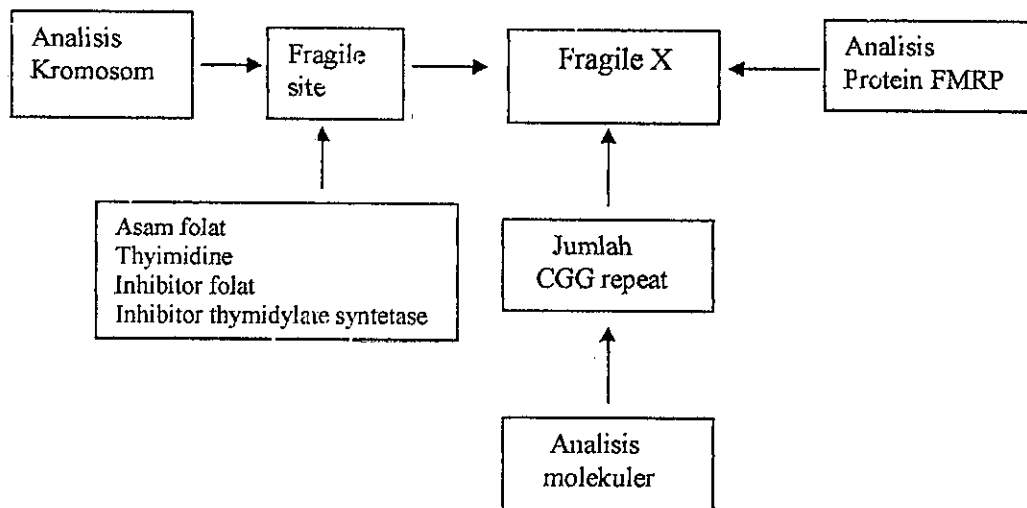 Analisis
Kromosom
Fragile
site
Fragile X
Analisis
Protein FMRP
Asam folat
Thyimidine
Inhibitor folat
Inhibitor thymidylate syntetase
Jumlah
CGG repeat
Analisis
molekuler